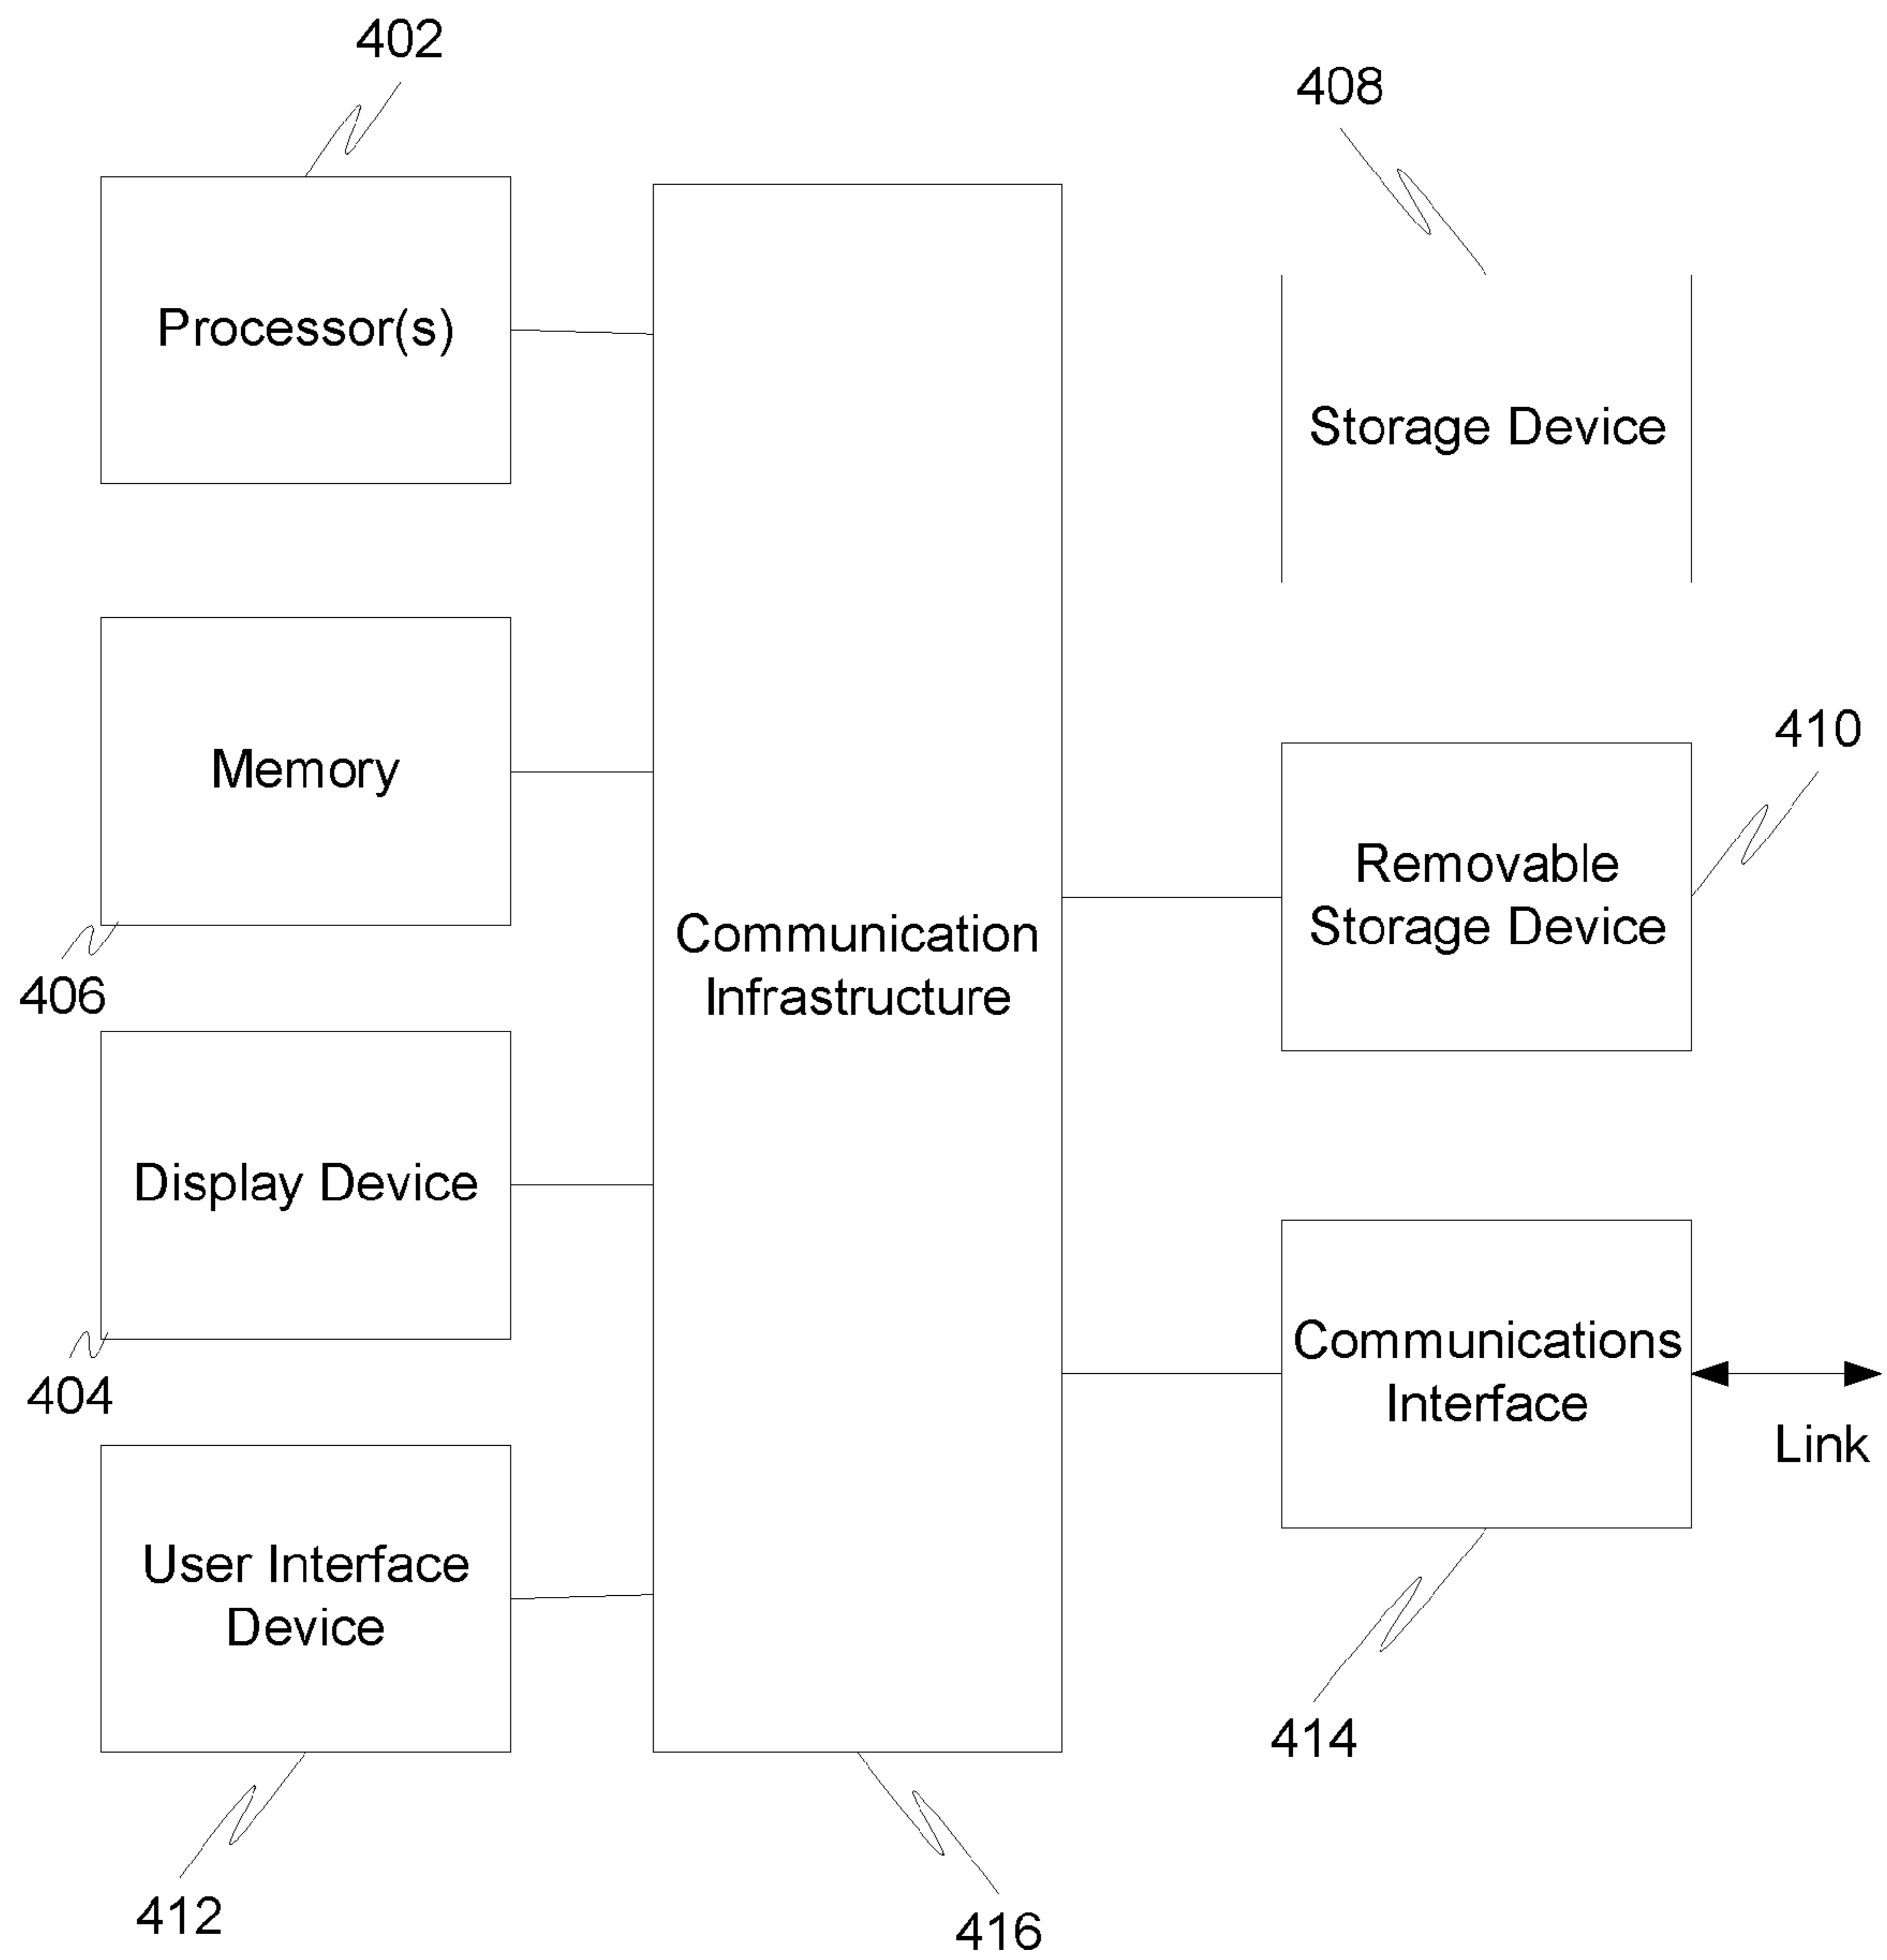 402
408
Processor(s)
Storage Device
410
Memory
Removable
Storage Device
406
Communication
Infrastructure
Display Device
404
Communications
Interface
Link
User Interface
Device
414
412
416